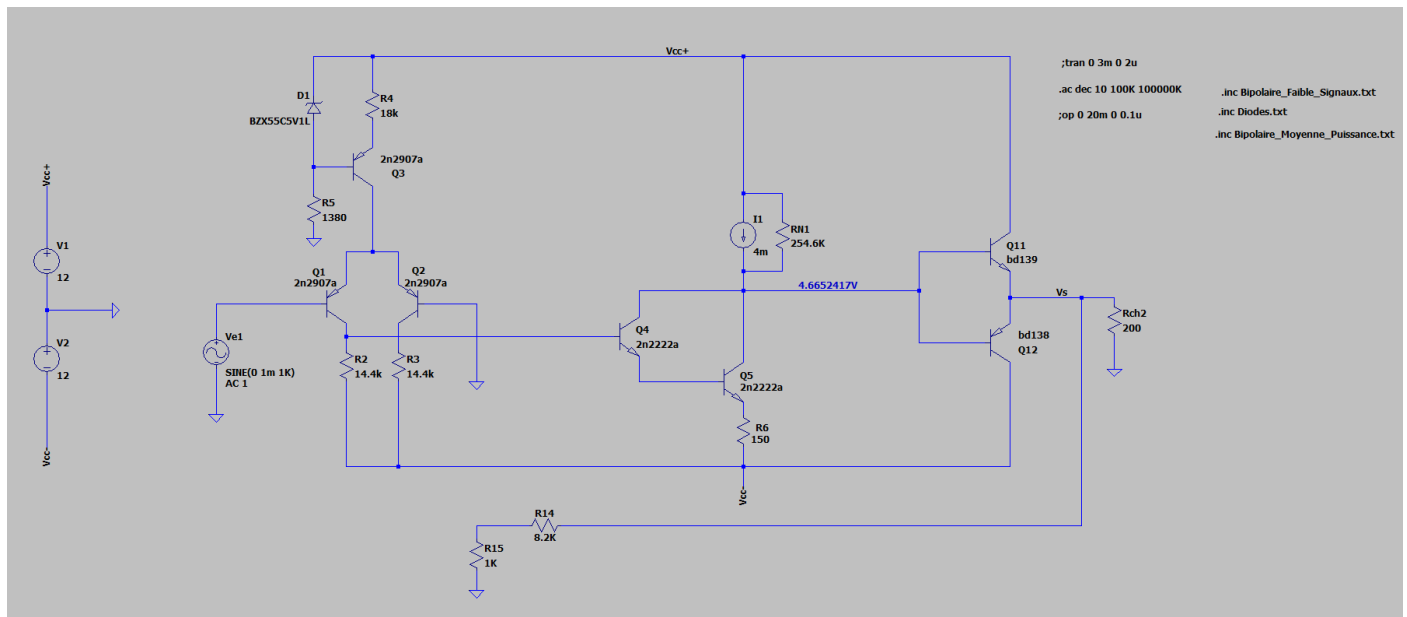 Vcc+
;tran 0 3m 0 2u
.ac dec 10 100K 100000K
.inc Bipolaire_Faible_Signaux.txt
;op 0 20m 0 0.1u
.inc Diodes.txt
.inc Bipolaire_Moyenne_Puissance.txt
D1
BZX55C5V1L
R4
18k
2n2907a
Q3
Vcc+
R5
1380
V1
12
V2
12
Vcc-
I1
4m
RN1
254.6K
Q11
bd139
Q1
2n2907a
Q2
2n2907a
4.6652417V
Vs
Rch2
200
Ve1
SINE(0 1m 1K)
AC 1
R2
14.4k
R3
14.4k
Q4
2n2222a
bd138
Q12
Q5
2n2222a
R6
150
Vcc-
R14
8.2K
R15
1K